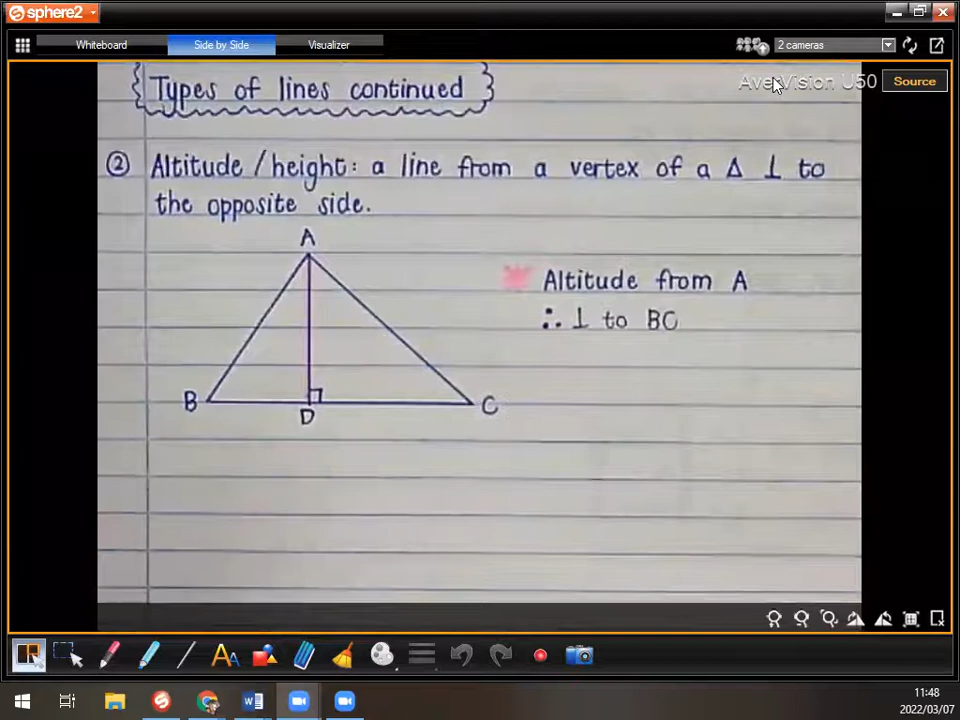 sphere2
Whiteboard
Side by Side
Visualizer
2 cameras
AverVision U50
Source
Types of lines continued
② Altitude / height: a line from a vertex of a Δ ⊥ to
the opposite side.
A
Altitude from A
∴ ⊥ to BC
B
D
C
11:48
2022/03/07